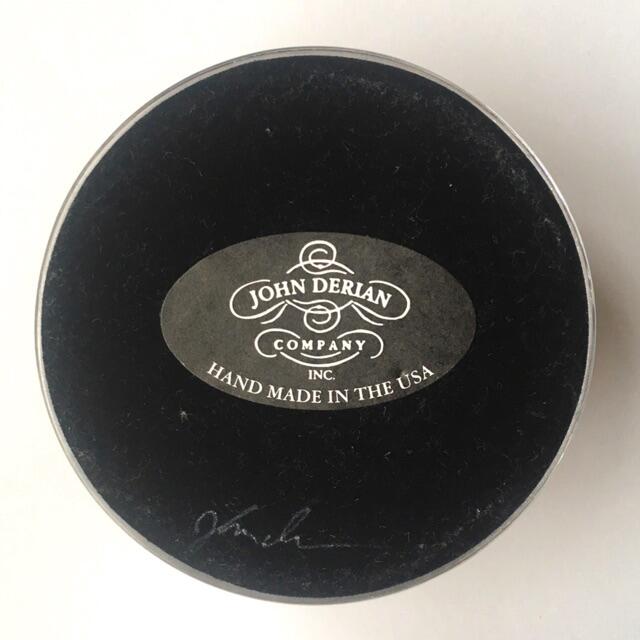 JOHN DERIAN
COMPANY
INC.
HAND MADE IN THE USA